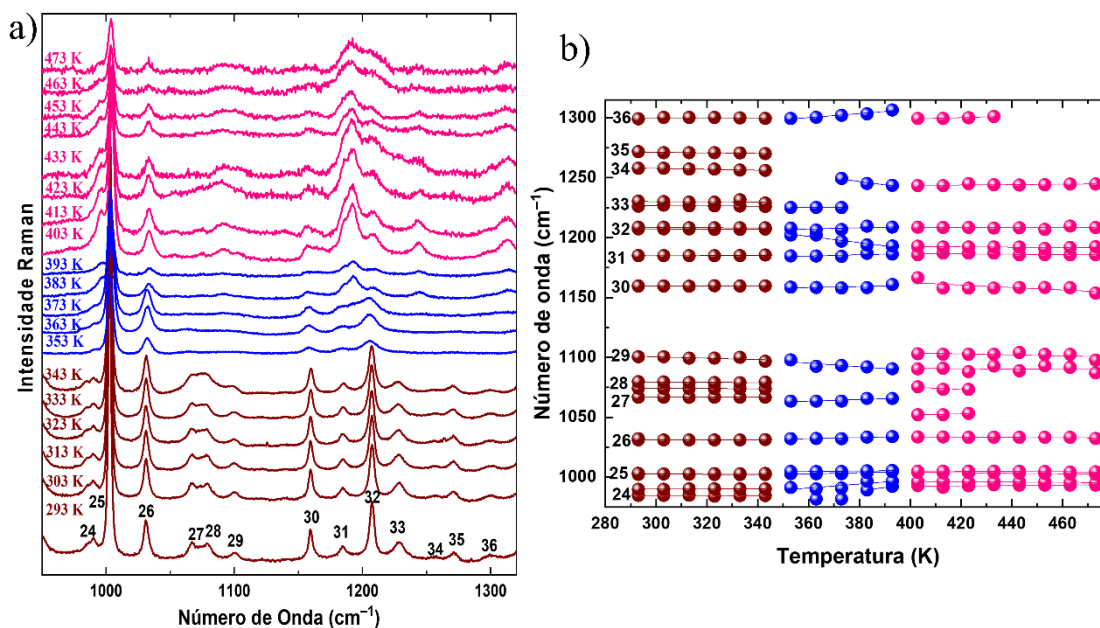 a)
Intensidade Raman
473 K
463 K
453 K
443 K
433 K
423 K
413 K
403 K
393 K
383 K
373 K
363 K
353 K
343 K
333 K
323 K
313 K
303 K
293 K
24 25 26 27 28 29 30 31 32 33 34 35 36
1000 1100 1200 1300
Número de Onda (cm⁻¹)
b)
Número de onda (cm⁻¹)
1300
1250
1200
1150
1100
1050
1000
36
35
34
33
32
31
30
29
28
27
26
25
24
280 300 320 340 360 380 400 420 440 460
Temperatura (K)